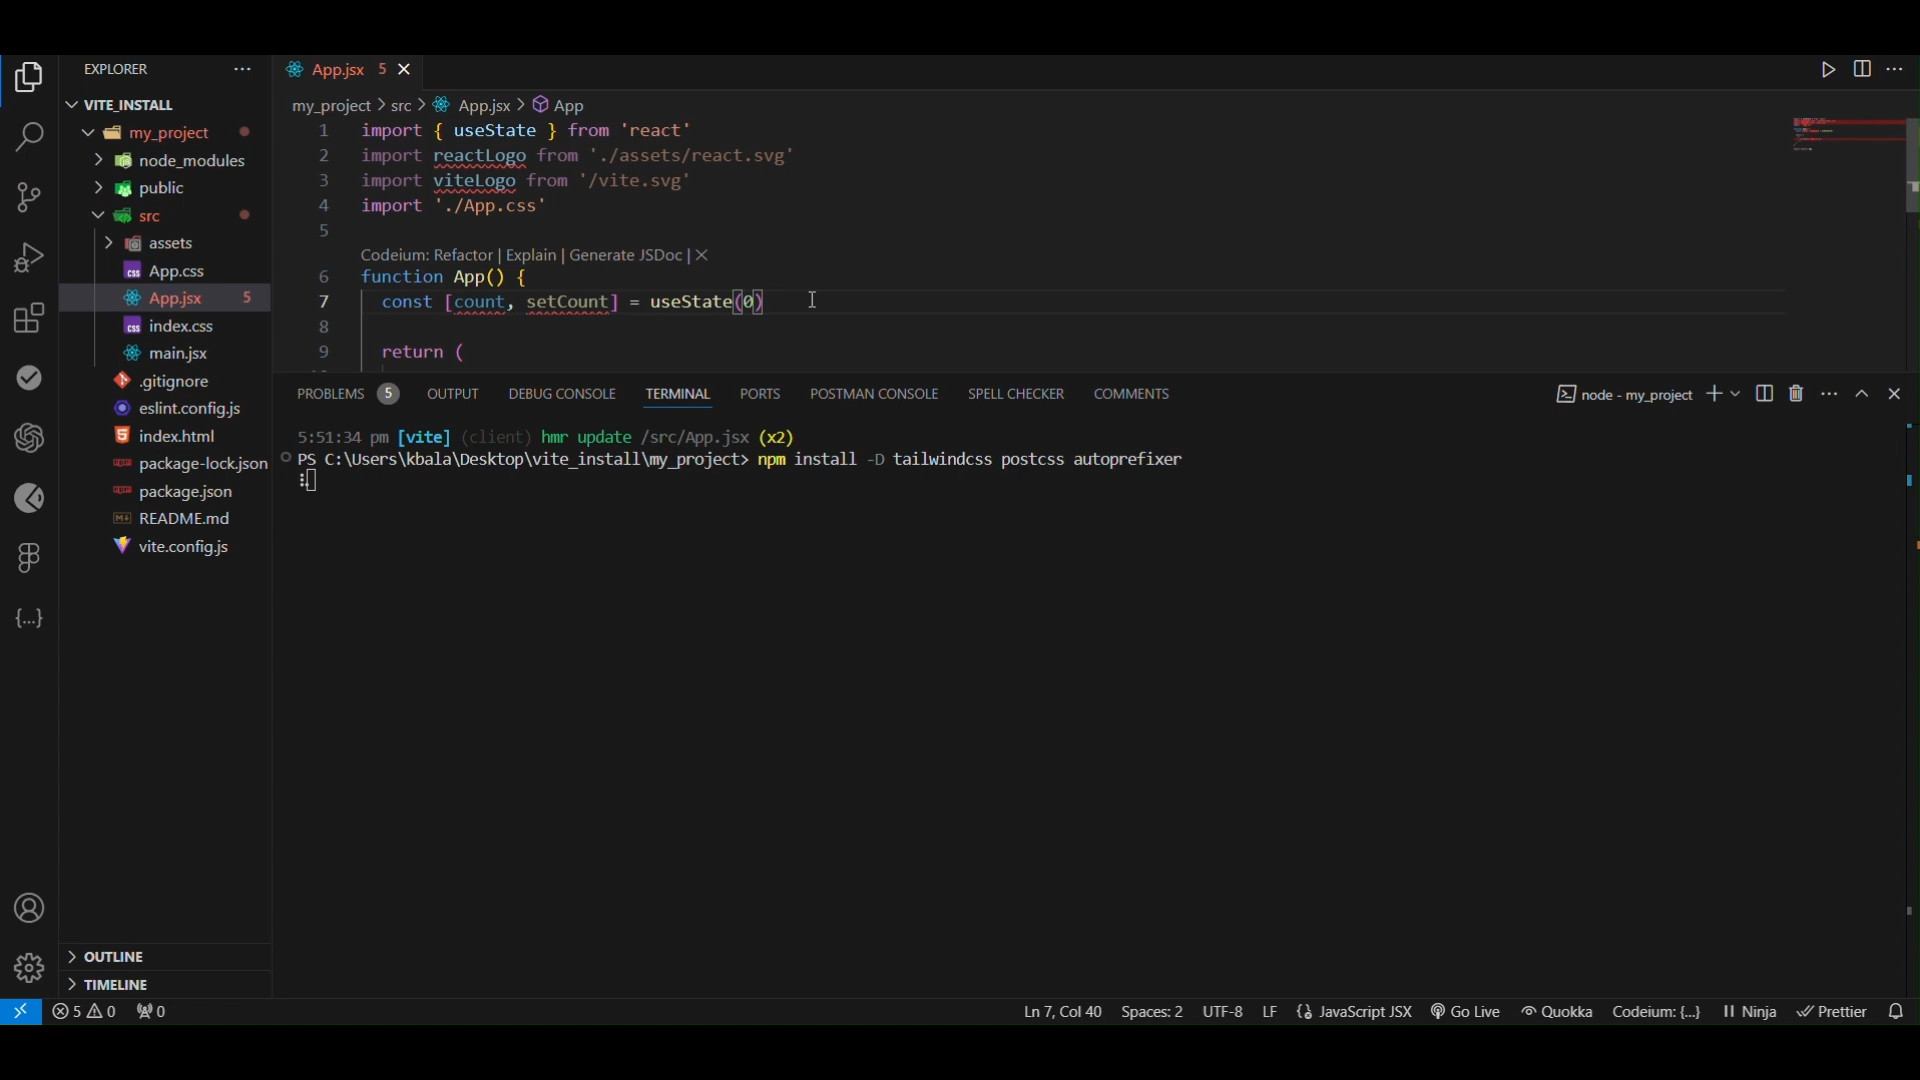 EXPLORER
VITE_INSTALL
my_project
node_modules
public
src
assets
App.css
App.jsx 5
index.css
main.jsx
.gitignore
eslint.config.js
index.html
package-lock.json
package.json
README.md
vite.config.js
OUTLINE
TIMELINE
App.jsx 5
my_project > src > App.jsx > App
1 import { useState } from 'react'
2 import reactLogo from './assets/react.svg'
3 import viteLogo from '/vite.svg'
4 import './App.css'
5
Codeium: Refactor | Explain | Generate JSDoc | X
6 function App() {
7 const [count, setCount] = useState(0)
8
9 return (
PROBLEMS 5 OUTPUT DEBUG CONSOLE TERMINAL PORTS POSTMAN CONSOLE SPELL CHECKER COMMENTS
node - my_project
5:51:34 pm [vite] (client) hmr update /src/App.jsx (x2)
PS C:\Users\kbala\Desktop\vite_install\my_project> npm install -D tailwindcss postcss autoprefixer
5 0 0
Ln 7, Col 40 Spaces: 2 UTF-8 LF JavaScript JSX Go Live Quokka Codeium: {...} Ninja Prettier